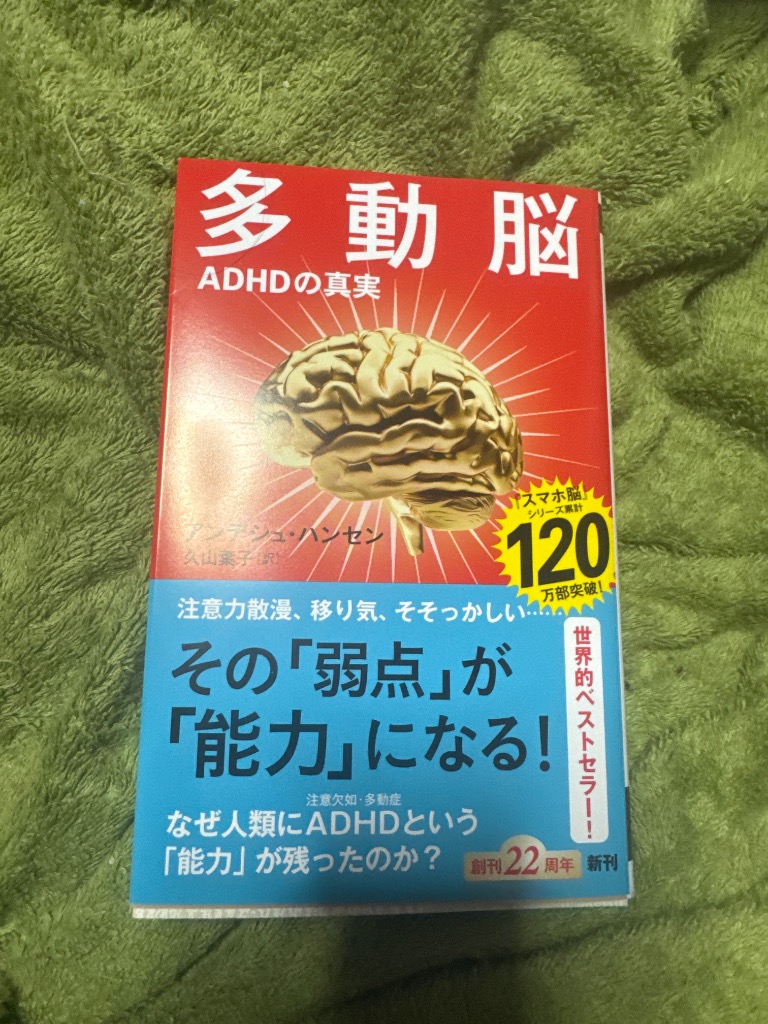 多動脳
ADHDの真実
アンデシュ・ハンセン
久山葉子[訳]
『スマホ脳』
シリーズ累計
120
万部突破!
注意力散漫、移り気、そそっかしい……
その「弱点」が
「能力」になる!
世界的ベストセラー!
注意欠如・多動症
なぜ人類にADHDという
「能力」が残ったのか?
創刊22周年 新刊